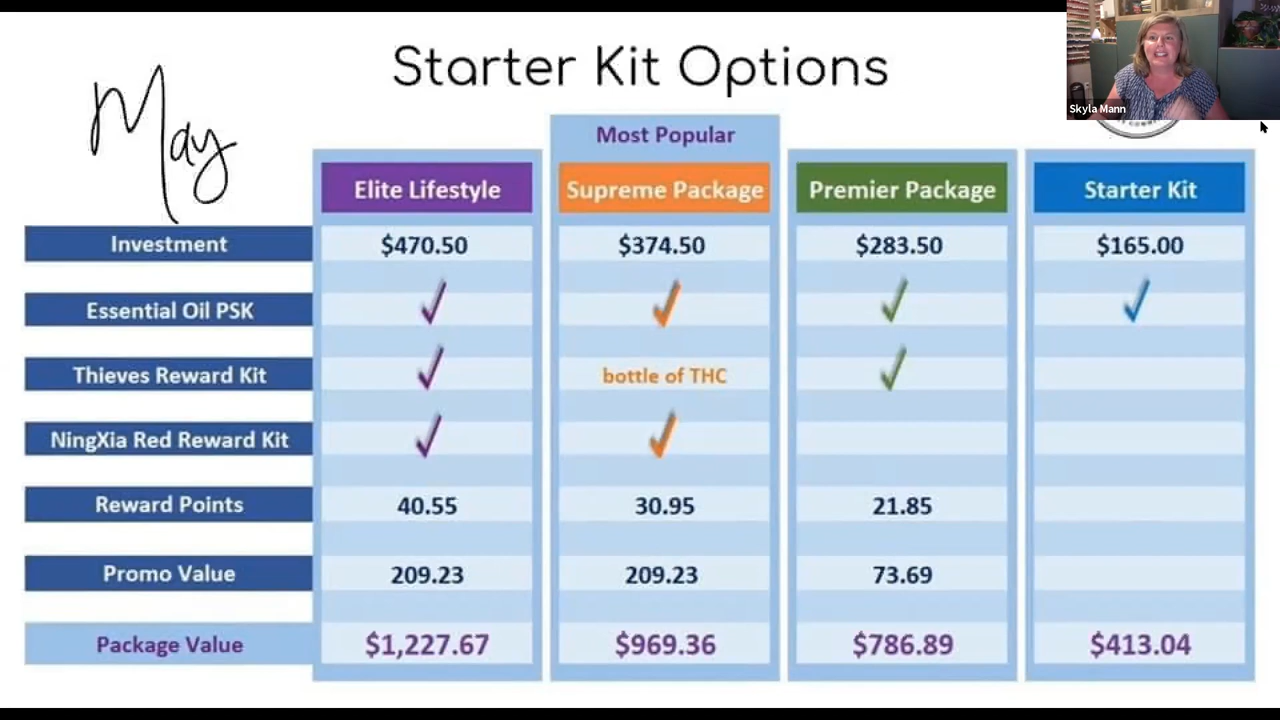 Starter Kit Options
May
Skyla Mann
Most Popular
Elite Lifestyle Supreme Package Premier Package Starter Kit
Investment $470.50 $374.50 $283.50 $165.00
Essential Oil PSK
Thieves Reward Kit bottle of THC
NingXia Red Reward Kit
Reward Points 40.55 30.95 21.85
Promo Value 209.23 209.23 73.69
Package Value $1,227.67 $969.36 $786.89 $413.04